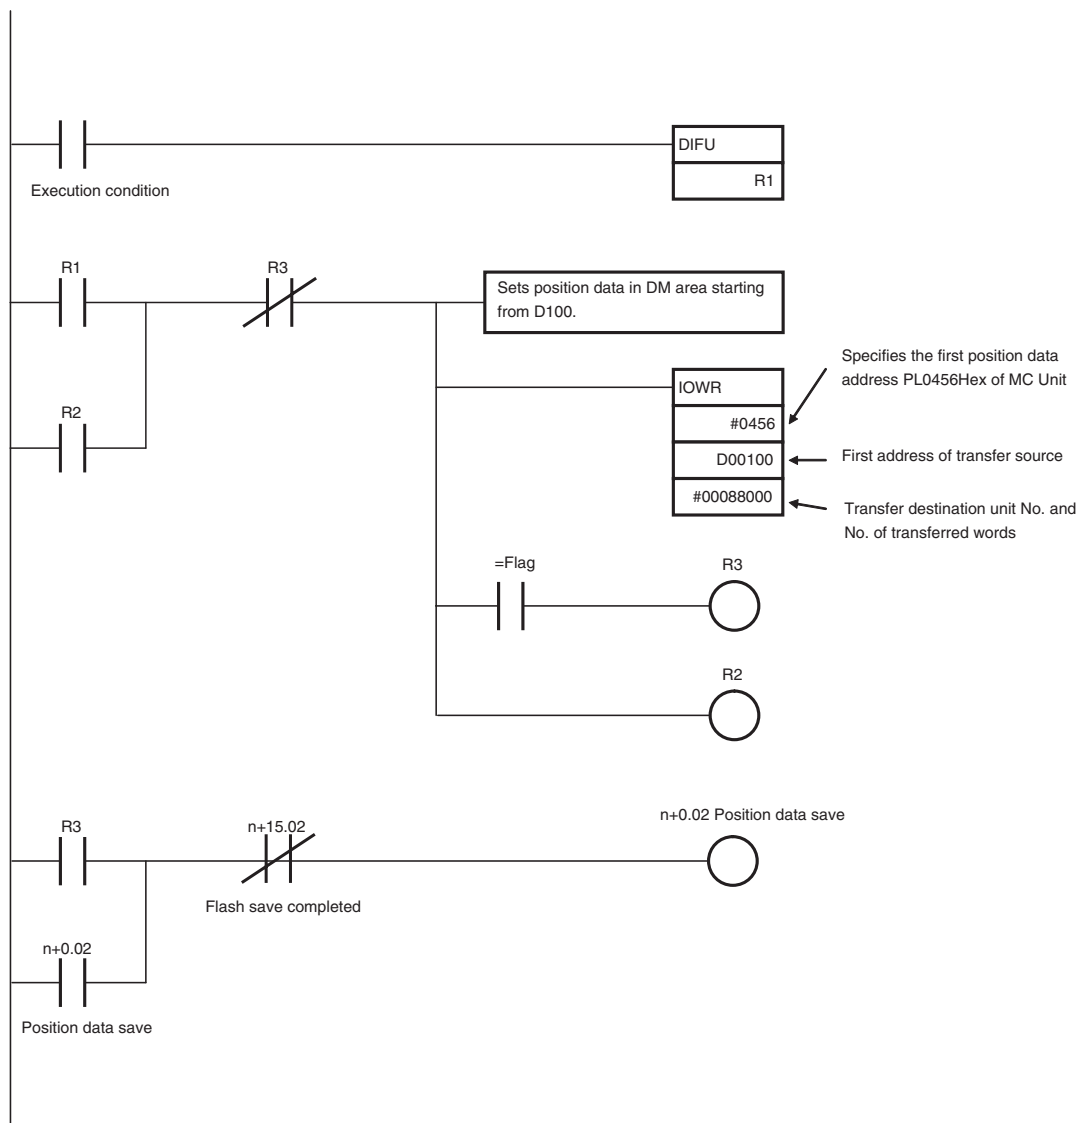 DIFU
R1
Execution condition
R1
R3
Sets position data in DM area starting
from D100.
R2
IOWR
#0456
D00100
#00088000
Specifies the first position data
address PL0456Hex of MC Unit
First address of transfer source
Transfer destination unit No. and
No. of transferred words
=Flag
R3
R2
n+0.02 Position data save
R3
n+15.02
Flash save completed
n+0.02
Position data save